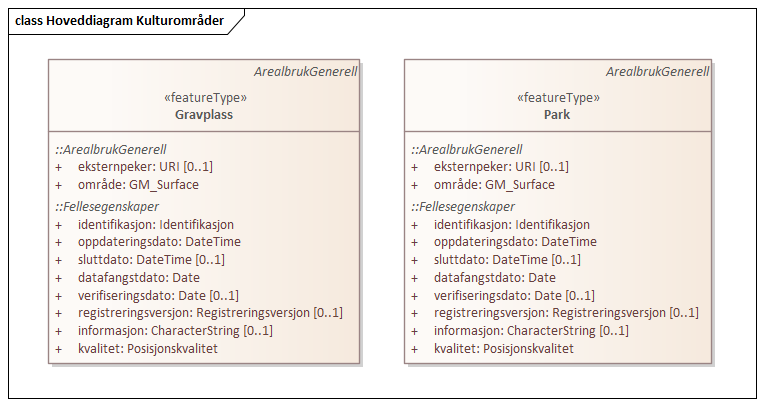 class Hoveddiagram Kulturområder
ArealbrukGenerell
«featureType»
Gravplass
::ArealbrukGenerell
+ eksternpeker: URI [0..1]
+ område: GM_Surface
::Fellesegenskaper
+ identifikasjon: Identifikasjon
+ oppdateringsdato: DateTime
+ sluttdato: DateTime [0..1]
+ datafangstdato: Date
+ verifiseringsdato: Date [0..1]
+ registreringsversjon: Registreringsversjon [0..1]
+ informasjon: CharacterString [0..1]
+ kvalitet: Posisjonskvalitet
ArealbrukGenerell
«featureType»
Park
::ArealbrukGenerell
+ eksternpeker: URI [0..1]
+ område: GM_Surface
::Fellesegenskaper
+ identifikasjon: Identifikasjon
+ oppdateringsdato: DateTime
+ sluttdato: DateTime [0..1]
+ datafangstdato: Date
+ verifiseringsdato: Date [0..1]
+ registreringsversjon: Registreringsversjon [0..1]
+ informasjon: CharacterString [0..1]
+ kvalitet: Posisjonskvalitet